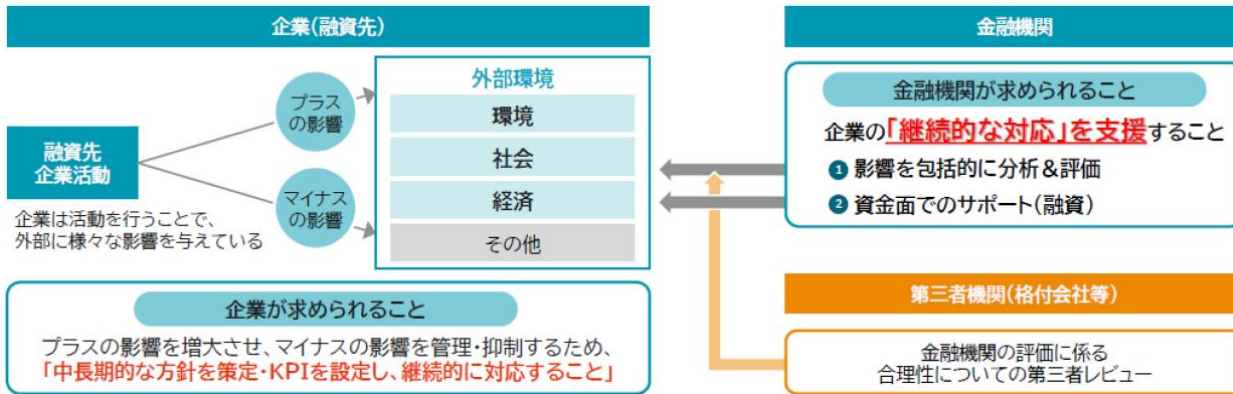 企業(融資先)
プラス
の影響
融資先
企業活動
マイナス
の影響
企業は活動を行うことで、
外部に様々な影響を与えている
外部環境
環境
社会
経済
その他
企業が求められること
プラスの影響を増大させ、マイナスの影響を管理・抑制するため、
「中長期的な方針を策定・KPIを設定し、継続的に対応すること」
金融機関
金融機関が求められること
企業の「継続的な対応」を支援すること
1 影響を包括的に分析&評価
2 資金面でのサポート(融資)
第三者機関(格付会社等)
金融機関の評価に係る
合理性についての第三者レビュー